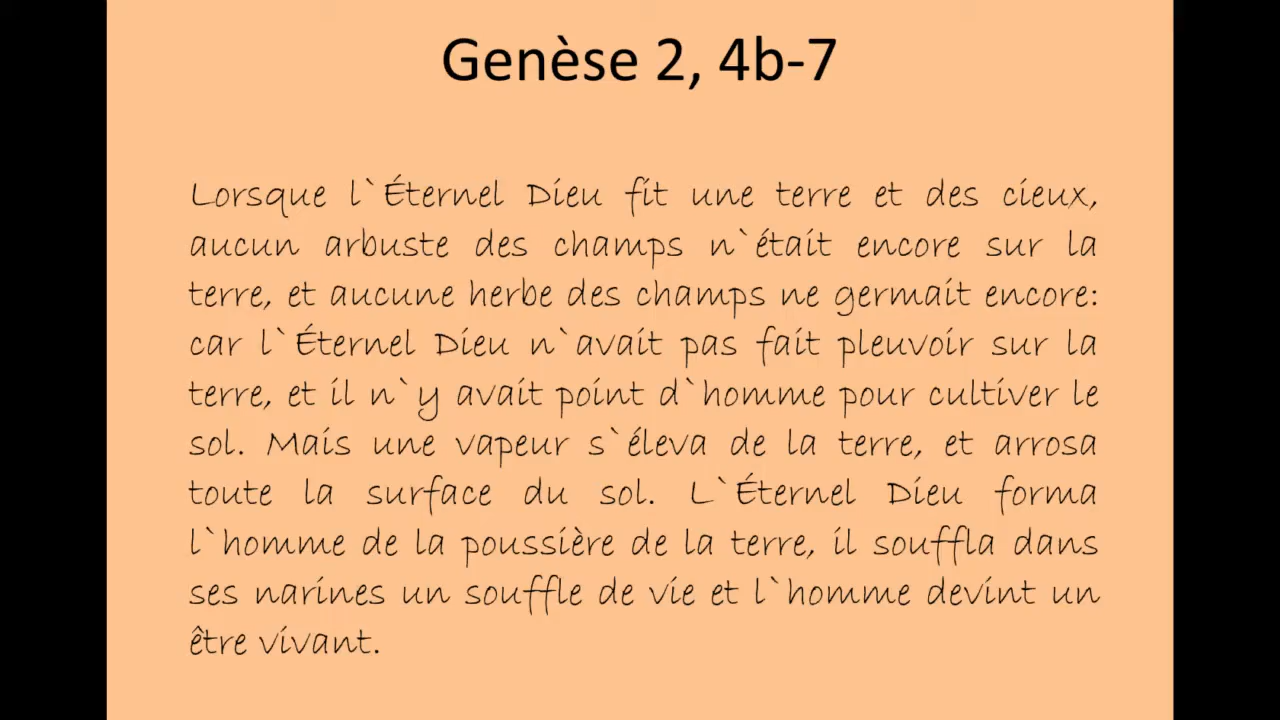 Genèse 2, 4b-7
Lorsque l`Éternel Dieu fit une terre et des cieux,
aucun arbuste des champs n`était encore sur la
terre, et aucune herbe des champs ne germait encore:
car l`Éternel Dieu n`avait pas fait pleuvoir sur la
terre, et il n`y avait point d`homme pour cultiver le
sol. Mais une vapeur s`éleva de la terre, et arrosa
toute la surface du sol. L`Éternel Dieu forma
l`homme de la poussière de la terre, il souffla dans
ses narines un souffle de vie et l`homme devint un
être vivant.